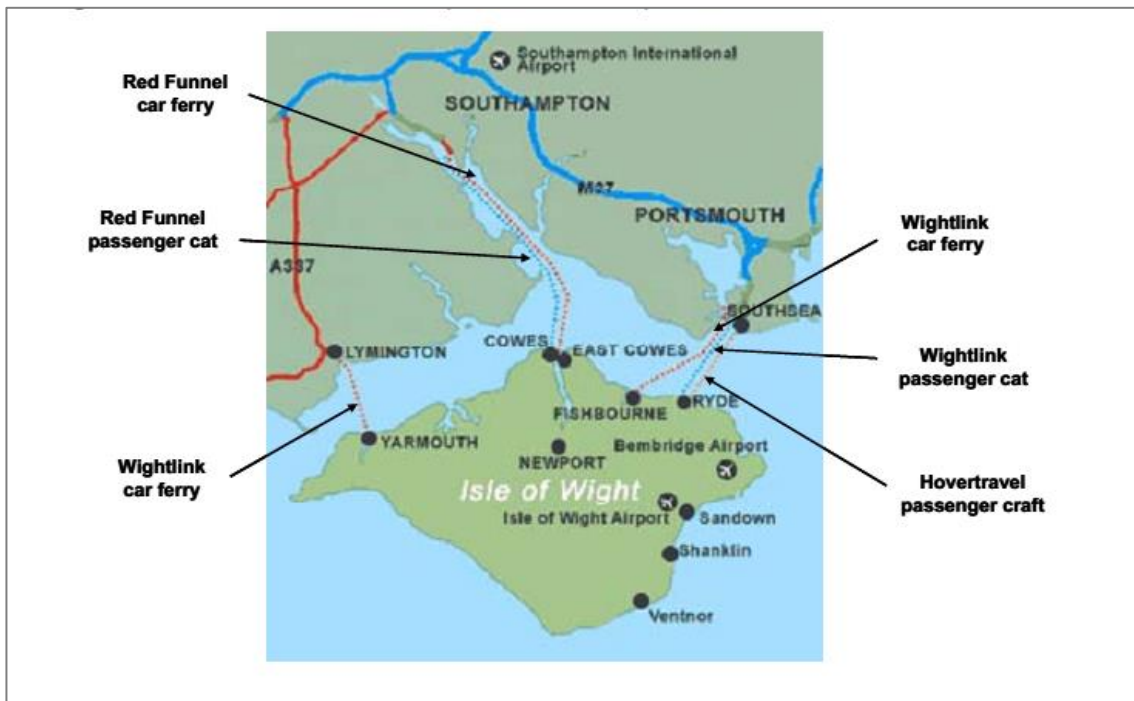 Southampton International
Airport
Red Funnel
car ferry
SOUTHAMPTON
M27
Red Funnel
passenger cat
PORTSMOUTH
Wightlink
car ferry
A337
SOUTHSEA
COWES
LYMINGTON
EAST COWES
Wightlink
passenger cat
FISHBOURNE
RYDE
YARMOUTH
NEWPORT
Bembridge Airport
Wightlink
car ferry
Isle of Wight
Hovertravel
passenger craft
Isle of Wight Airport
Sandown
Shanklin
Ventnor